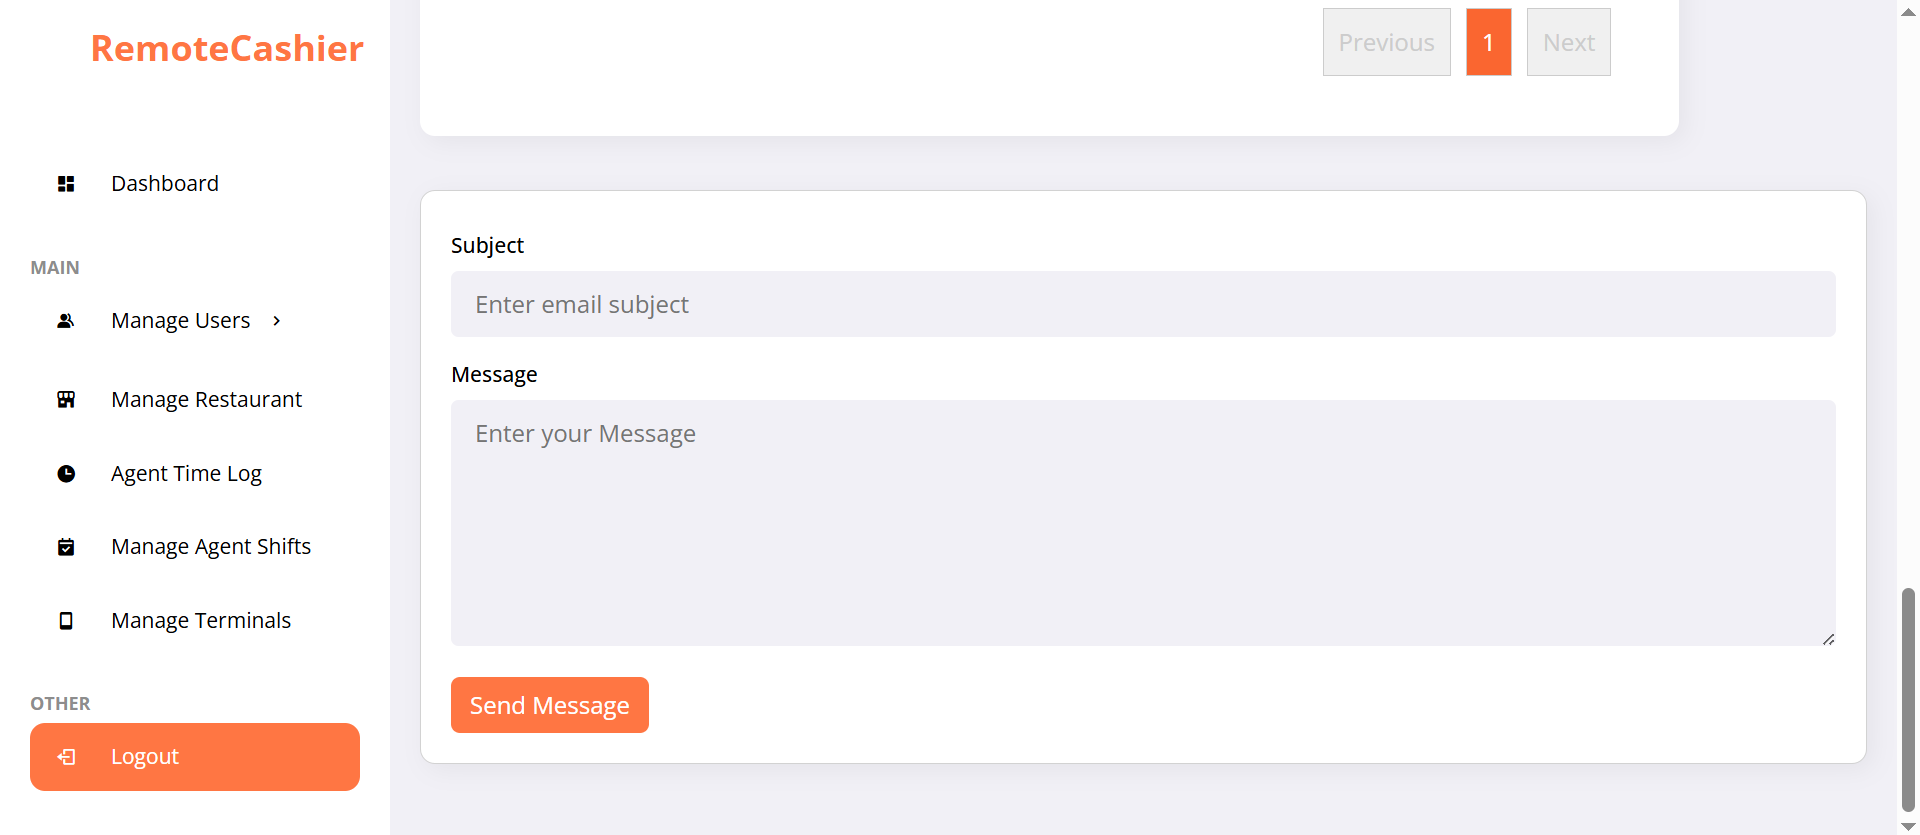 RemoteCashier
Dashboard
MAIN
Manage Users
Manage Restaurant
Agent Time Log
Manage Agent Shifts
Manage Terminals
OTHER
Logout
Previous 1 Next
Subject
Enter email subject
Message
Enter your Message
Send Message